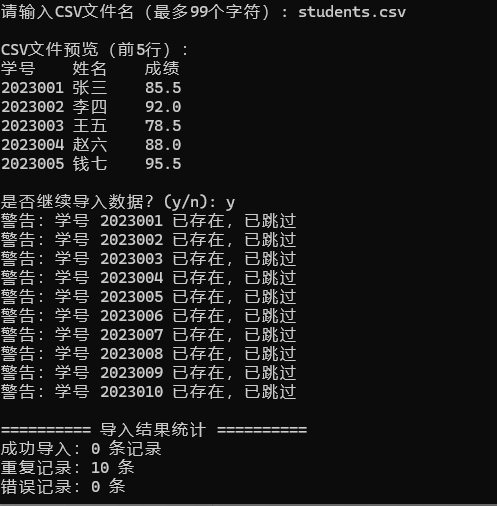 请输入CSV文件名（最多99个字符）: students.csv
CSV文件预览（前5行）:
学号 姓名 成绩
2023001 张三 85.5
2023002 李四 92.0
2023003 王五 78.5
2023004 赵六 88.0
2023005 钱七 95.5
是否继续导入数据? (y/n): y
警告: 学号 2023001 已存在, 已跳过
警告: 学号 2023002 已存在, 已跳过
警告: 学号 2023003 已存在, 已跳过
警告: 学号 2023004 已存在, 已跳过
警告: 学号 2023005 已存在, 已跳过
警告: 学号 2023006 已存在, 已跳过
警告: 学号 2023007 已存在, 已跳过
警告: 学号 2023008 已存在, 已跳过
警告: 学号 2023009 已存在, 已跳过
警告: 学号 2023010 已存在, 已跳过
========== 导入结果统计 ==========
成功导入: 0 条记录
重复记录: 10 条
错误记录: 0 条